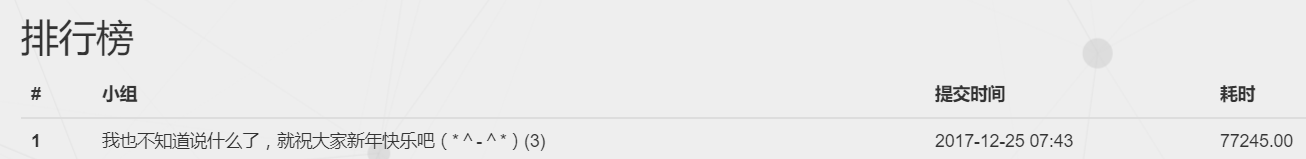 排行榜
# 小组 提交时间 耗时
1 我也不知道说什么了，就祝大家新年快乐吧（*＾-＾*）(3) 2017-12-25 07:43 77245.00